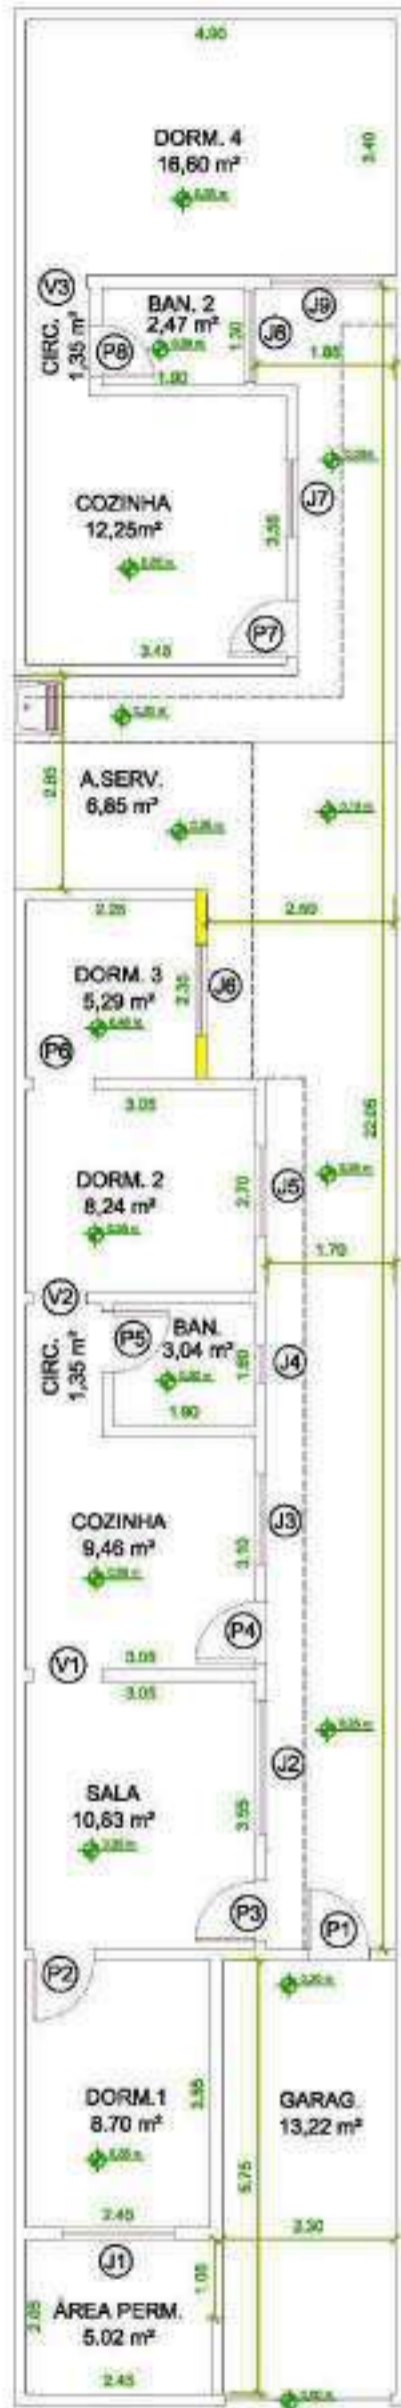 4.90
DORM. 4
16,60 m²
3.40
V3
J9
CIRC.
1,35 m²
BAN. 2
2,47 m²
P8
1.30
J8
1.90
1.85
COZINHA
12,25m²
J7
3.55
P7
3.45
2.85
A.SERV.
6,85 m²
2.25
2.50
DORM. 3
5,29 m²
2.35
J6
P6
3.05
22.05
DORM. 2
8,24 m²
2.70
J5
1.70
V2
CIRC.
1,35 m²
P5
BAN.
3,04 m²
1.60
J4
1.90
J3
COZINHA
9,46 m²
3.10
P4
3.05
V1
3.05
J2
SALA
10,83 m²
3.55
P3
P1
P2
3.55
DORM.1
8.70 m²
GARAG.
13,22 m²
5.75
2.45
2.30
J1
1.05
2.05
ÁREA PERM.
5.02 m²
2.45